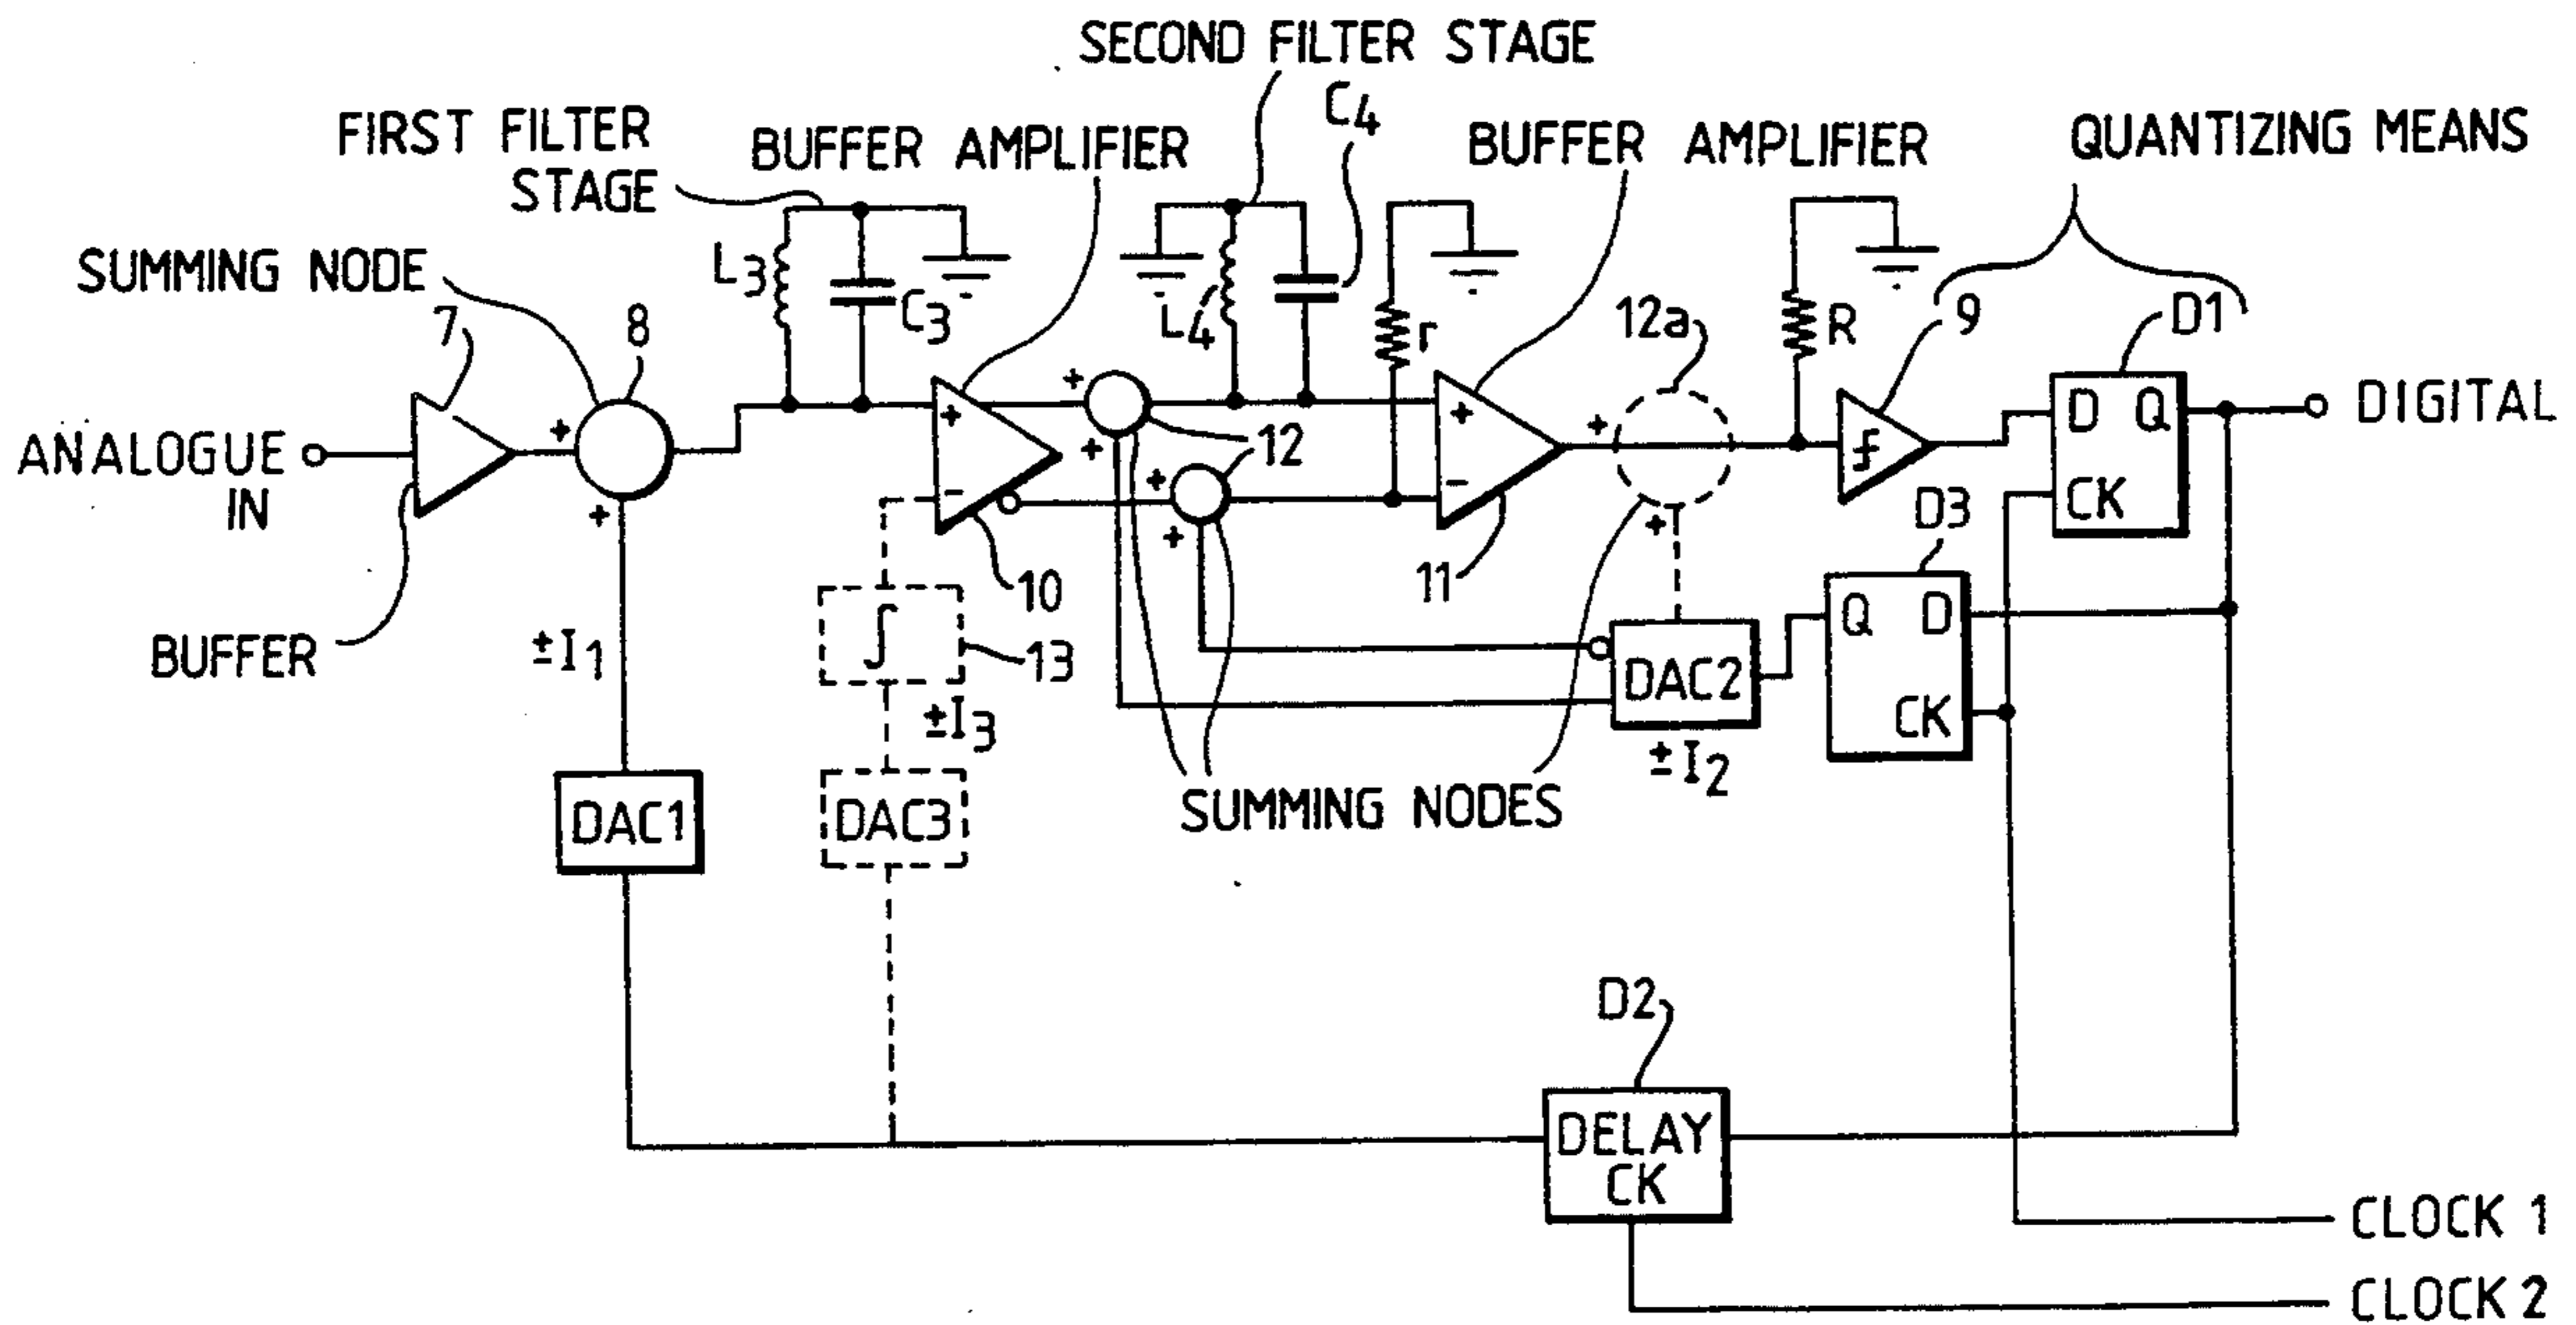 SECOND FILTER STAGE
C4
FIRST FILTER
STAGE
BUFFER AMPLIFIER
BUFFER AMPLIFIER
QUANTIZING MEANS
SUMMING NODE
L3
C3
L4
r
12a
R
9
D1
7
8
+
+
-
+
+
12
+
+
+
-
+
+
D Q
CK
DIGITAL
ANALOGUE
IN
+
+
D3
10
11
BUFFER
±I1
∫
13
±I3
DAC2
±I2
Q D
CK
DAC1
DAC3
SUMMING NODES
D2
DELAY
CK
CLOCK 1
CLOCK 2